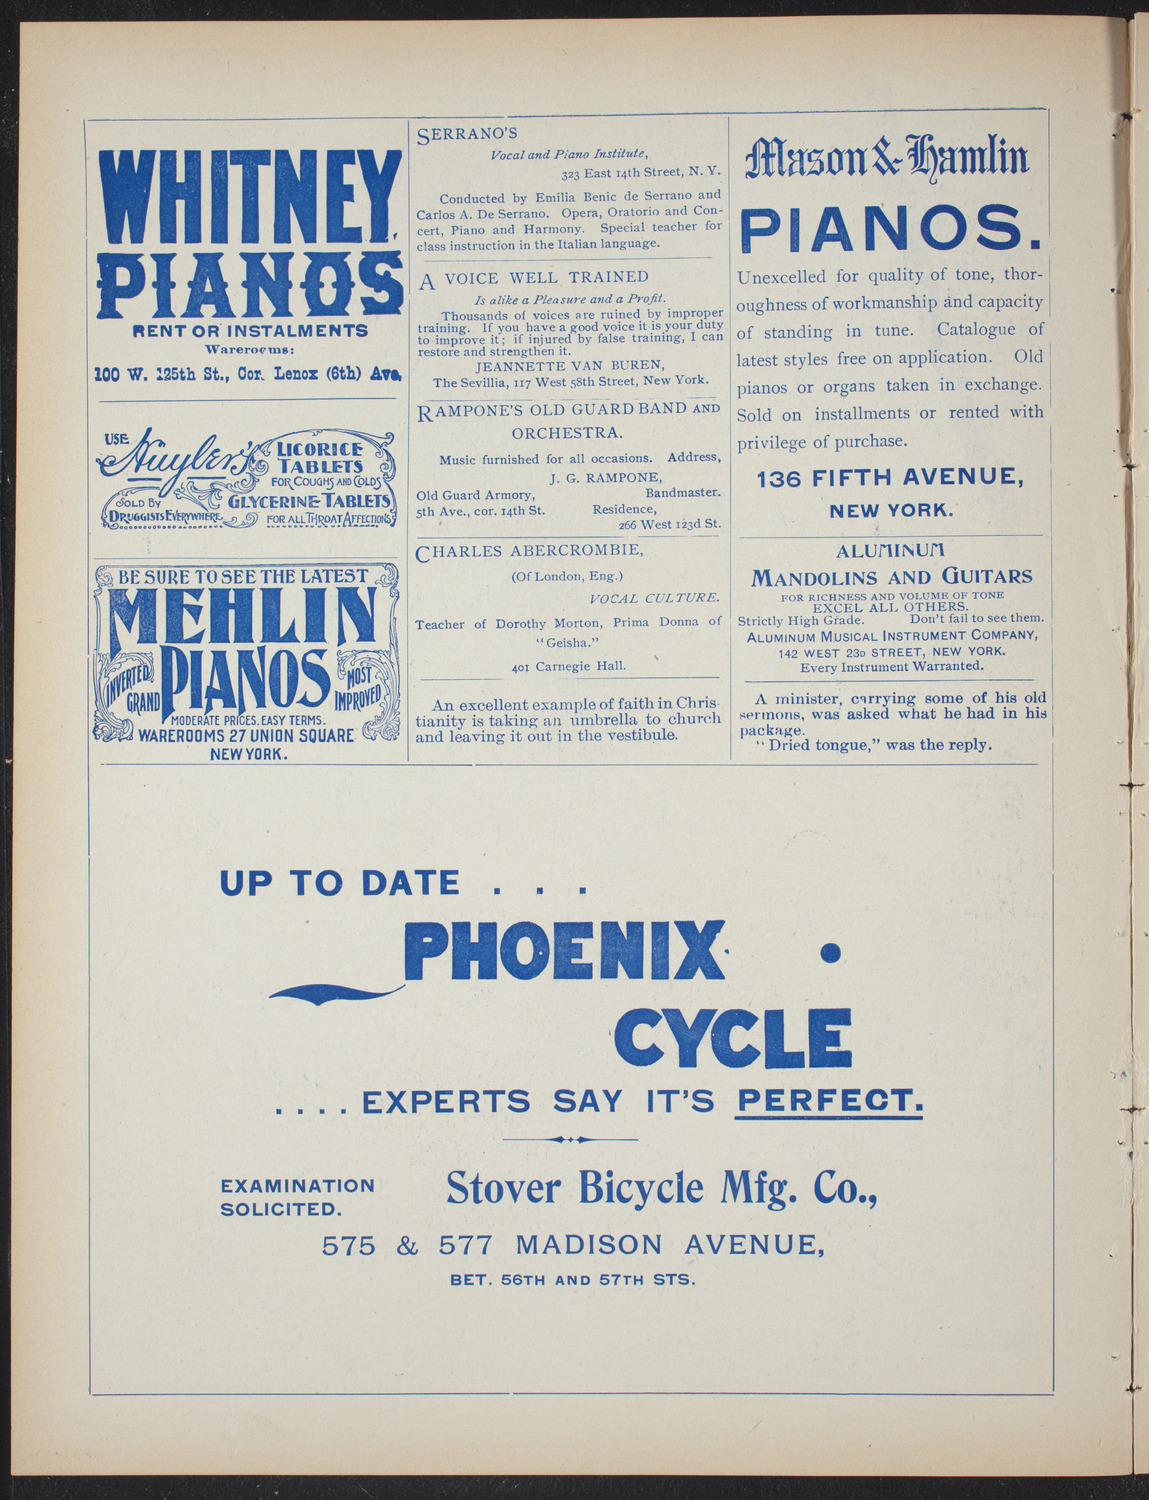 WHITNEY
PIANOS
RENT OR INSTALMENTS
Warerooms:
100 W. 125th St., Cor. Lenox (6th) Ave.
USE
Huyler's
LICORICE
TABLETS
FOR COUGHS AND COLDS
SOLD BY
DRUGGISTS EVERYWHERE
GLYCERINE TABLETS
FOR ALL THROAT AFFECTIONS
BE SURE TO SEE THE LATEST
MEHLIN
PIANOS
INVERTED
GRAND
MOST
IMPROVED
MODERATE PRICES. EASY TERMS.
WAREROOMS 27 UNION SQUARE
NEW YORK.
SERRANO'S
Vocal and Piano Institute,
323 East 14th Street, N. Y.
Conducted by Emilia Benic de Serrano and
Carlos A. De Serrano. Opera, Oratorio and Con-
cert, Piano and Harmony. Special teacher for
class instruction in the Italian language.
A VOICE WELL TRAINED
Is alike a Pleasure and a Profit.
Thousands of voices are ruined by improper
training. If you have a good voice it is your duty
to improve it; if injured by false training, I can
restore and strengthen it.
JEANNETTE VAN BUREN,
The Sevillia, 117 West 58th Street, New York.
RAMPONE'S OLD GUARD BAND AND
ORCHESTRA.
Music furnished for all occasions. Address,
J. G. RAMPONE,
Old Guard Armory, Bandmaster.
5th Ave., cor. 14th St. Residence,
266 West 123d St.
CHARLES ABERCROMBIE,
(Of London, Eng.)
VOCAL CULTURE.
Teacher of Dorothy Morton, Prima Donna of
"Geisha."
401 Carnegie Hall.
An excellent example of faith in Chris-
tianity is taking an umbrella to church
and leaving it out in the vestibule.
Mason & Hamlin
PIANOS.
Unexcelled for quality of tone, thor-
oughness of workmanship and capacity
of standing in tune. Catalogue of
latest styles free on application. Old
pianos or organs taken in exchange.
Sold on installments or rented with
privilege of purchase.
136 FIFTH AVENUE,
NEW YORK.
ALUMINUM
MANDOLINS AND GUITARS
FOR RICHNESS AND VOLUME OF TONE
EXCEL ALL OTHERS.
Strictly High Grade. Don't fail to see them.
ALUMINUM MUSICAL INSTRUMENT COMPANY,
142 WEST 23D STREET, NEW YORK.
Every Instrument Warranted.
A minister, carrying some of his old
sermons, was asked what he had in his
package.
"Dried tongue," was the reply.
UP TO DATE . . .
PHOENIX
CYCLE
. . . . EXPERTS SAY IT'S PERFECT.
EXAMINATION
SOLICITED.
Stover Bicycle Mfg. Co.,
575 & 577 MADISON AVENUE,
BET. 56TH AND 57TH STS.